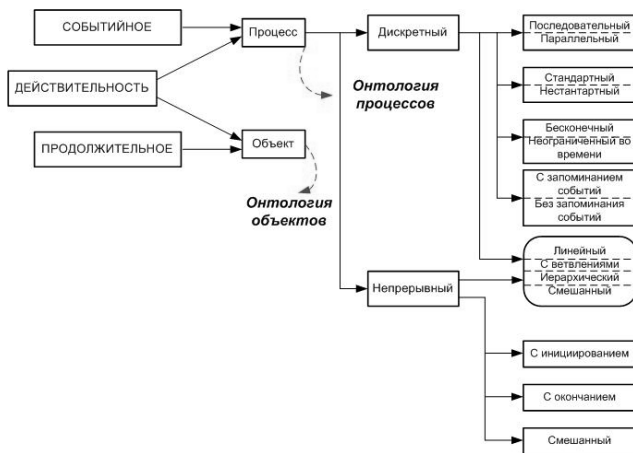 СОБЫТИЙНОЕ
ДЕЙСТВИТЕЛЬНОСТЬ
ПРОДОЛЖИТЕЛЬНОЕ
Процесс
Объект
Онтология
процессов
Онтология
объектов
Дискретный
Непрерывный
Последовательный
Параллельный
Стандартный
Нестантартный
Бесконечный
Неограниченный во
времени
С запоминанием
событий
Без запоминания
событий
Линейный
С ветвлениями
Иерархический
Смешанный
С инициированием
С окончанием
Смешанный